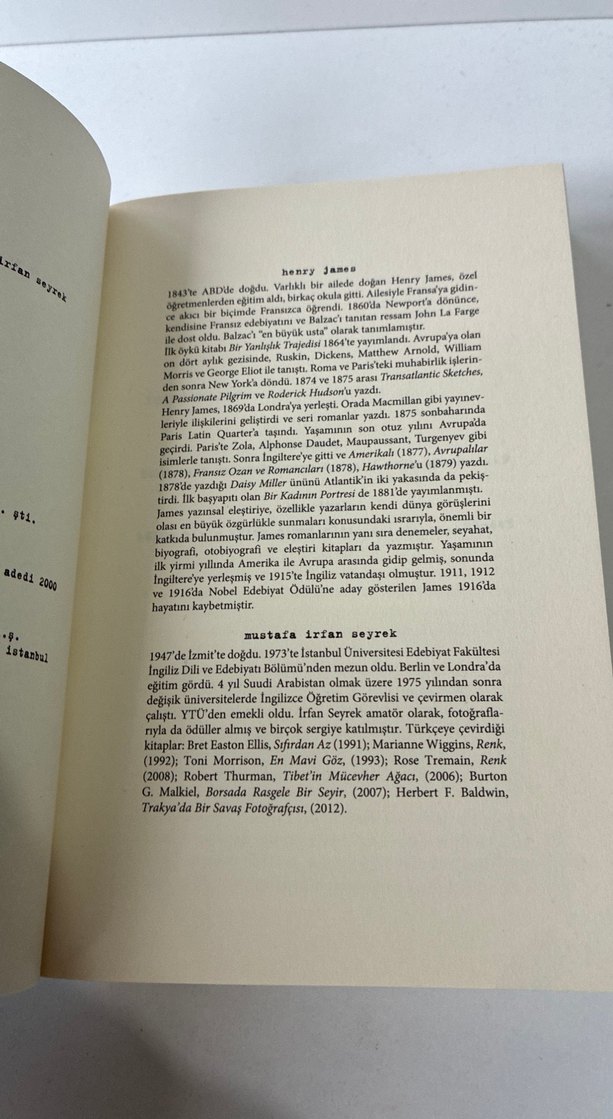 irfan seyrek
. şti.
adedi 2000
.ş.
istanbul
henry james
1843'te ABD'de doğdu. Varlıklı bir ailede doğan Henry James, özel
öğretmenlerden eğitim aldı, birkaç okula gitti. Ailesiyle Fransa'ya gidin-
ce akıcı bir biçimde Fransızca öğrendi. 1860'da Newport'a dönünce,
kendisine Fransız edebiyatını ve Balzac'ı tanıtan ressam John La Farge
ile dost oldu. Balzac'ı "en büyük usta" olarak tanımlamıştır.
İlk öykü kitabı Bir Yanlışlık Trajedisi 1864'te yayımlandı. Avrupa'ya olan
on dört aylık gezisinde, Ruskin, Dickens, Matthew Arnold, William
Morris ve George Eliot ile tanıştı. Roma ve Paris'teki muhabirlik işlerin-
den sonra New York'a döndü. 1874 ve 1875 arası Transatlantic Sketches,
A Passionate Pilgrim ve Roderick Hudson'u yazdı.
Henry James, 1869'da Londra'ya yerleşti. Orada Macmillan gibi yayınev-
leriyle ilişkilerini geliştirdi ve seri romanlar yazdı. 1875 sonbaharında
Paris Latin Quarter'a taşındı. Yaşamının son otuz yılını Avrupa'da
geçirdi. Paris'te Zola, Alphonse Daudet, Maupaussant, Turgenyev gibi
isimlerle tanıştı. Sonra İngiltere'ye gitti ve Amerikalı (1877), Avrupalılar
(1878), Fransız Ozan ve Romancıları (1878), Hawthorne'u (1879) yazdı.
1878'de yazdığı Daisy Miller ününü Atlantik'in iki yakasında da pekiş-
tirdi. İlk başyapıtı olan Bir Kadının Portresi de 1881'de yayımlanmıştı.
James yazınsal eleştiriye, özellikle yazarların kendi dünya görüşlerini
olası en büyük özgürlükle sunmaları konusundaki ısrarıyla, önemli bir
katkıda bulunmuştur. James romanlarının yanı sıra denemeler, seyahat,
biyografi, otobiyografi ve eleştiri kitapları da yazmıştır. Yaşamının
ilk yirmi yıllında Amerika ile Avrupa arasında gidip gelmiş, sonunda
İngiltere'ye yerleşmiş ve 1915'te İngiliz vatandaşı olmuştur. 1911, 1912
ve 1916'da Nobel Edebiyat Ödülü'ne aday gösterilen James 1916'da
hayatını kaybetmiştir.
mustafa irfan seyrek
1947'de İzmit'te doğdu. 1973'te İstanbul Üniversitesi Edebiyat Fakültesi
İngiliz Dili ve Edebiyatı Bölümü'nden mezun oldu. Berlin ve Londra'da
eğitim gördü. 4 yıl Suudi Arabistan olmak üzere 1975 yılından sonra
değişik üniversitelerde İngilizce Öğretim Görevlisi ve çevirmen olarak
çalıştı. YTÜ'den emekli oldu. İrfan Seyrek amatör olarak, fotoğrafla-
rıyla da ödüller almış ve birçok sergiye katılmıştır. Türkçeye çevirdiği
kitaplar: Bret Easton Ellis, Sıfırdan Az (1991); Marianne Wiggins, Renk,
(1992); Toni Morrison, En Mavi Göz, (1993); Rose Tremain, Renk
(2008); Robert Thurman, Tibet'in Mücevher Ağacı, (2006); Burton
G. Malkiel, Borsada Rasgele Bir Seyir, (2007); Herbert F. Baldwin,
Trakya'da Bir Savaş Fotoğrafçısı, (2012).